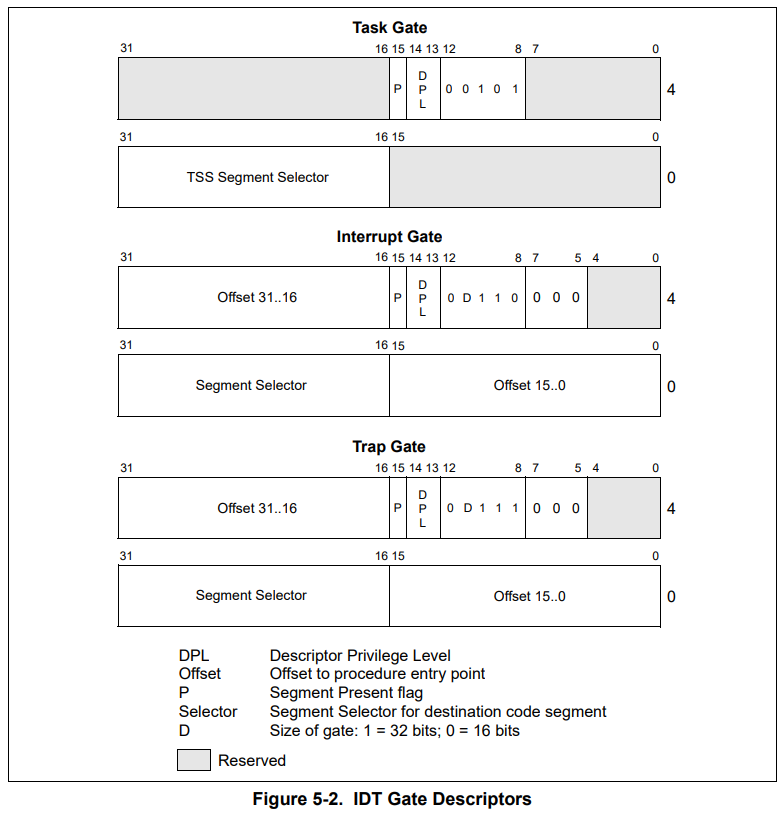 Task Gate
31 16 15 14 13 12 8 7 0
P D P L 0 0 1 0 1 4
31 16 15 0
TSS Segment Selector 0
Interrupt Gate
31 16 15 14 13 12 8 7 5 4 0
Offset 31..16 P D P L 0 D 1 1 0 0 0 0 4
31 16 15 0
Segment Selector Offset 15..0 0
Trap Gate
31 16 15 14 13 12 8 7 5 4 0
Offset 31..16 P D P L 0 D 1 1 1 0 0 0 4
31 16 15 0
Segment Selector Offset 15..0 0
DPL Descriptor Privilege Level
Offset Offset to procedure entry point
P Segment Present flag
Selector Segment Selector for destination code segment
D Size of gate: 1 = 32 bits; 0 = 16 bits
Reserved
Figure 5-2. IDT Gate Descriptors